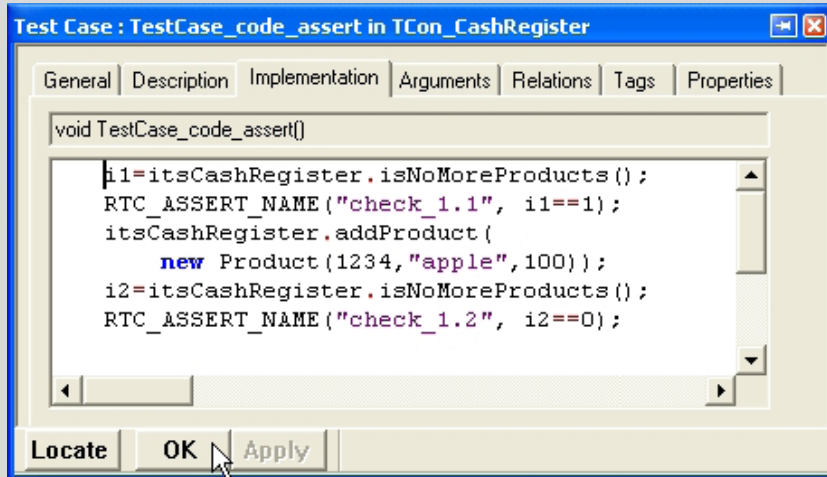 Test Case : TestCase_code_assert in TCon_CashRegister
General Description Implementation Arguments Relations Tags Properties
void TestCase_code_assert()
i1=itsCashRegister.isNoMoreProducts();
RTC_ASSERT_NAME("check_1.1", i1==1);
itsCashRegister.addProduct(
new Product(1234,"apple",100));
i2=itsCashRegister.isNoMoreProducts();
RTC_ASSERT_NAME("check_1.2", i2==0);
Locate OK Apply